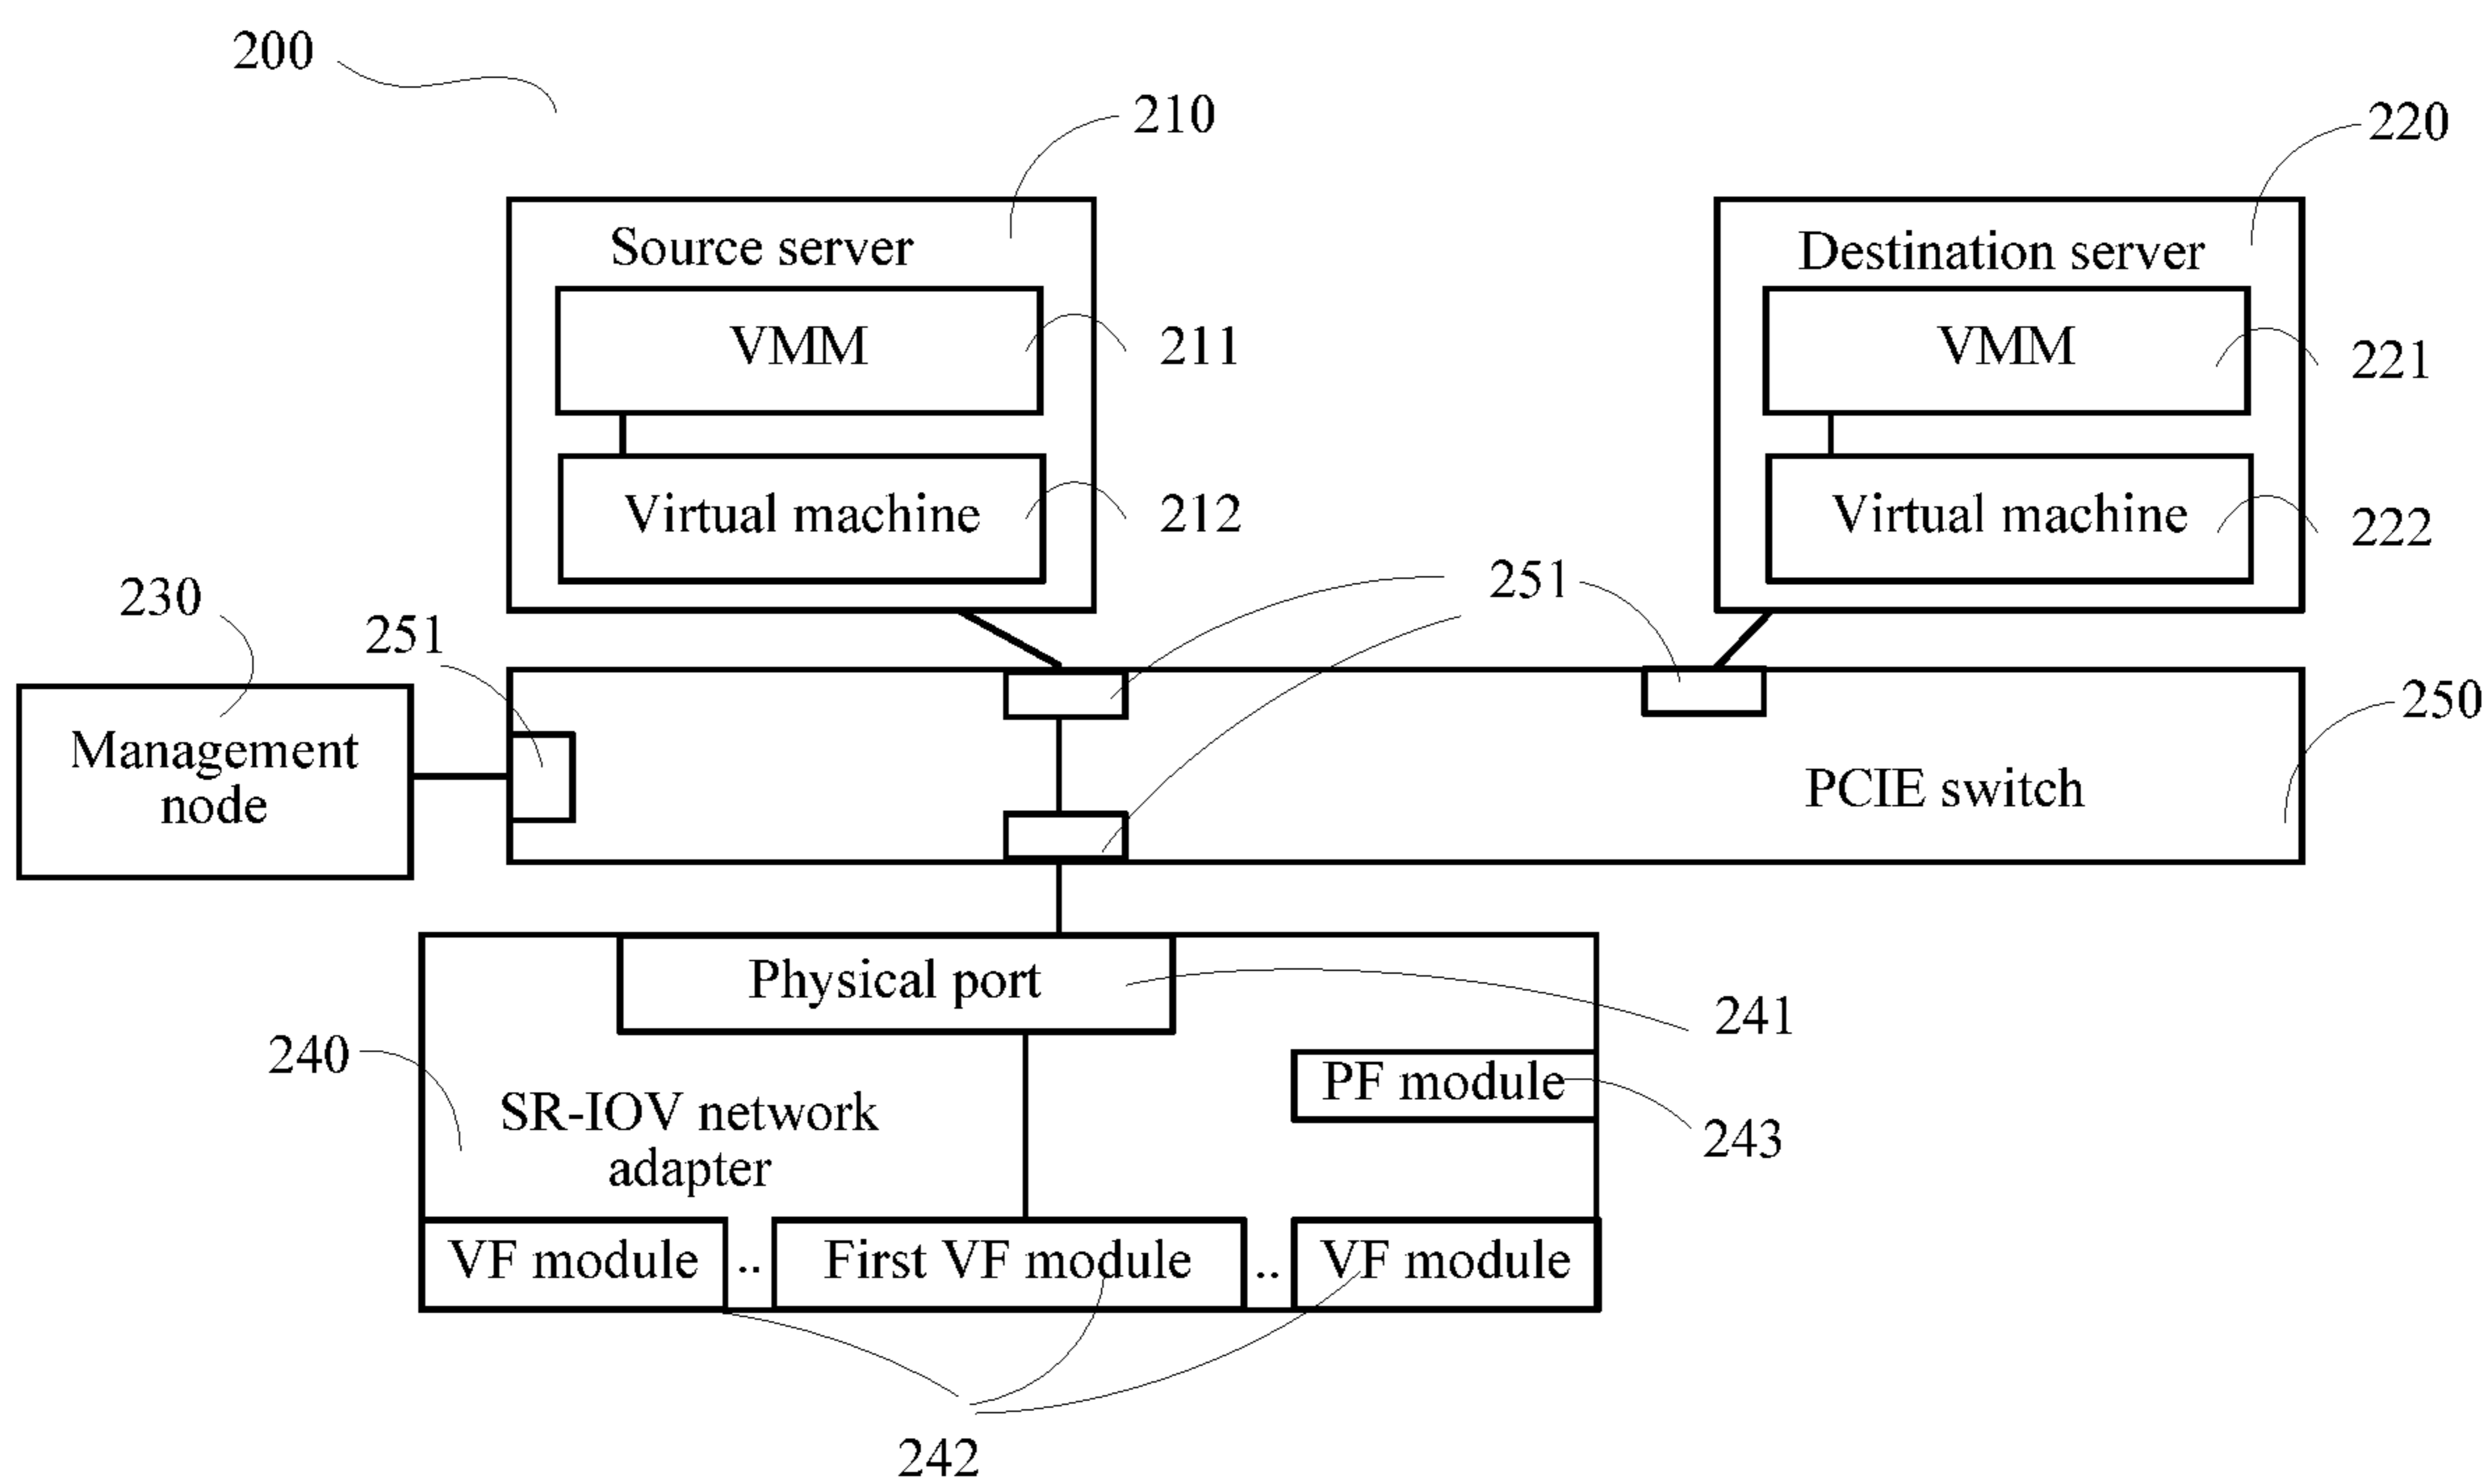 200
210
220
Source server
Destination server
VMM
211
VMM
221
Virtual machine
212
Virtual machine
222
230
251
251
250
Management
node
PCIE switch
Physical port
241
240
PF module
SR-IOV network
adapter
243
VF module
..
First VF module
..
VF module
242